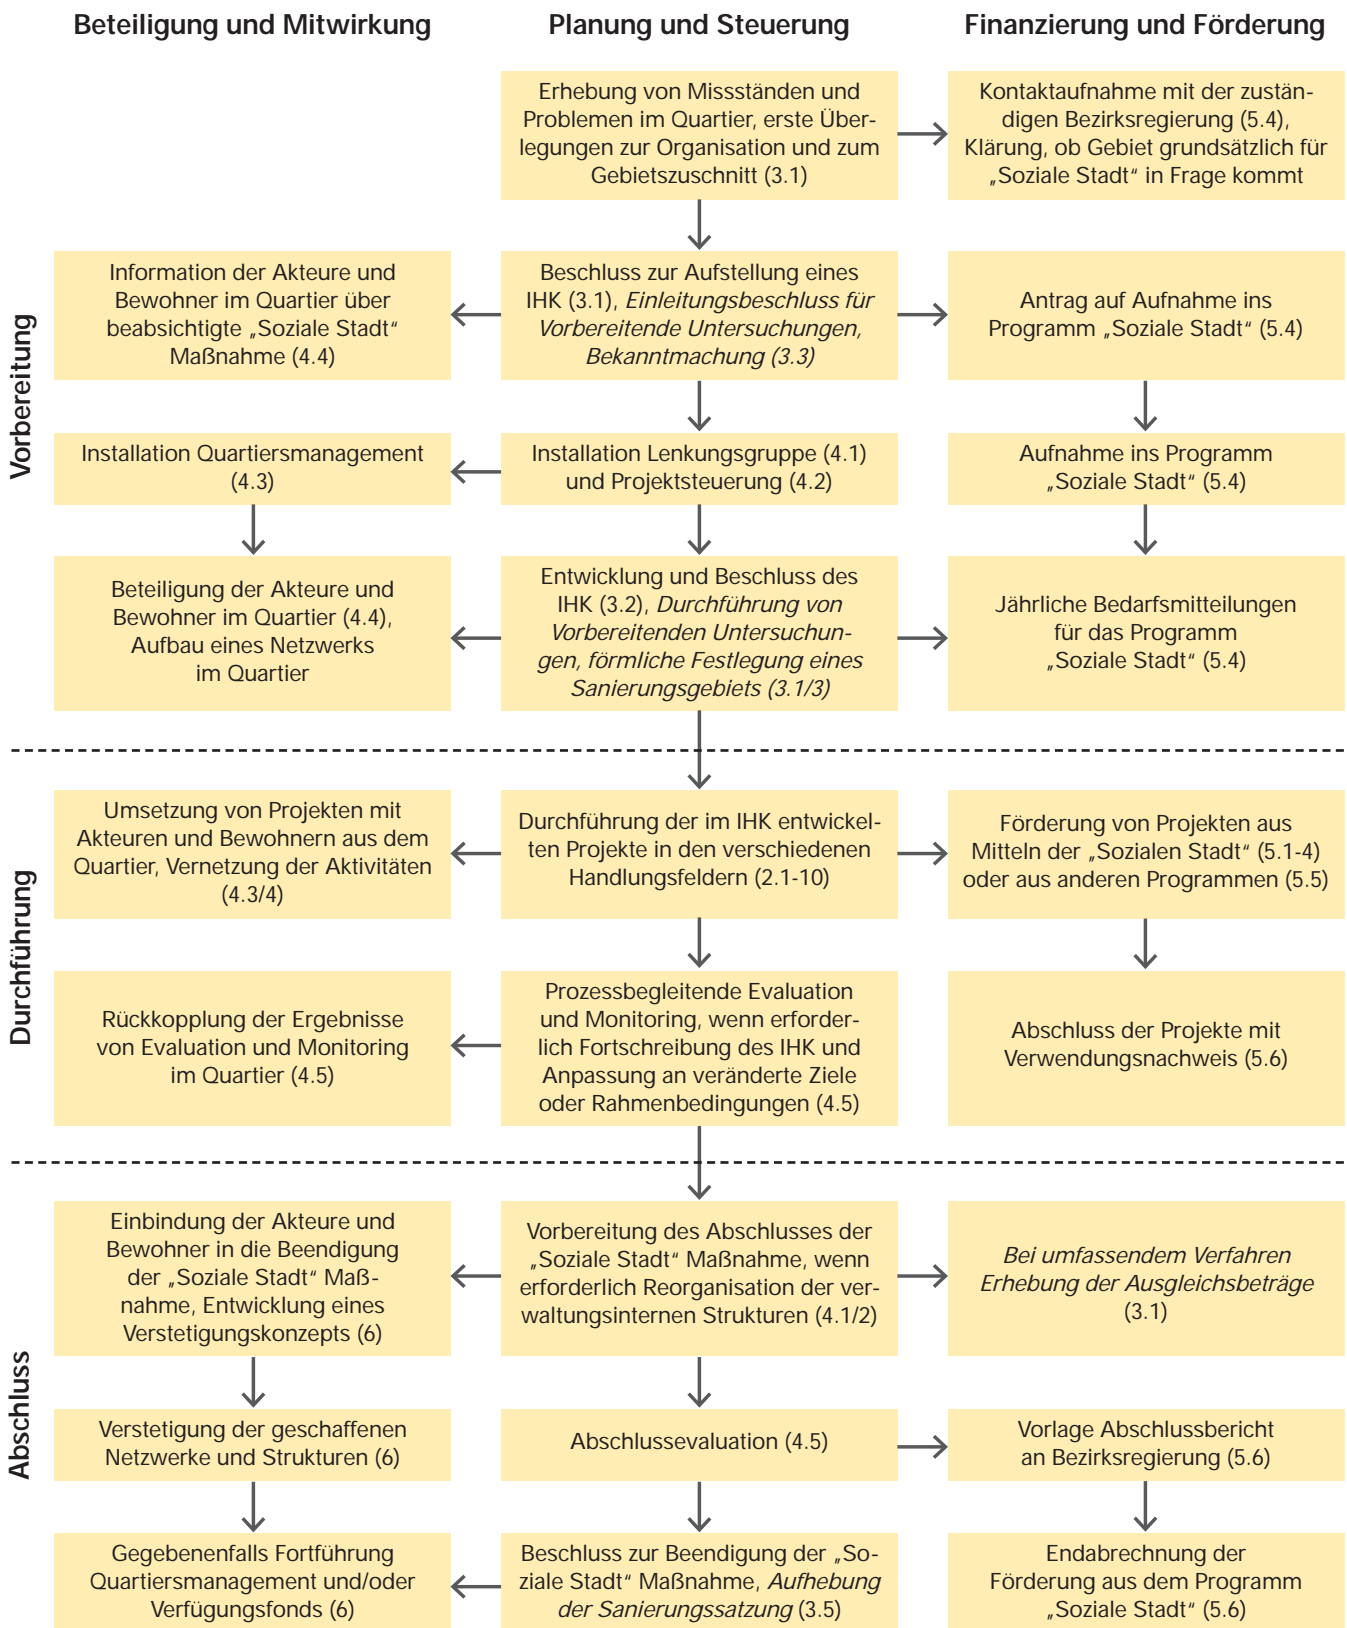 Beteiligung und Mitwirkung
Planung und Steuerung
Finanzierung und Förderung
Vorbereitung
Erhebung von Missständen und
Problemen im Quartier, erste Über-
legungen zur Organisation und zum
Gebietszuschnitt (3.1)
Kontaktaufnahme mit der zustän-
digen Bezirksregierung (5.4),
Klärung, ob Gebiet grundsätzlich für
„Soziale Stadt“ in Frage kommt
Information der Akteure und
Bewohner im Quartier über
beabsichtigte „Soziale Stadt“
Maßnahme (4.4)
Beschluss zur Aufstellung eines
IHK (3.1), Einleitungsbeschluss für
Vorbereitende Untersuchungen,
Bekanntmachung (3.3)
Antrag auf Aufnahme ins
Programm „Soziale Stadt“ (5.4)
Installation Quartiersmanagement
(4.3)
Installation Lenkungsgruppe (4.1)
und Projektsteuerung (4.2)
Aufnahme ins Programm
„Soziale Stadt“ (5.4)
Beteiligung der Akteure und
Bewohner im Quartier (4.4),
Aufbau eines Netzwerks
im Quartier
Entwicklung und Beschluss des
IHK (3.2), Durchführung von
Vorbereitenden Untersuchun-
gen, förmliche Festlegung eines
Sanierungsgebiets (3.1/3)
Jährliche Bedarfsmitteilungen
für das Programm
„Soziale Stadt“ (5.4)
Durchführung
Umsetzung von Projekten mit
Akteuren und Bewohnern aus dem
Quartier, Vernetzung der Aktivitäten
(4.3/4)
Durchführung der im IHK entwickel-
ten Projekte in den verschiedenen
Handlungsfeldern (2.1-10)
Förderung von Projekten aus
Mitteln der „Sozialen Stadt“ (5.1-4)
oder aus anderen Programmen (5.5)
Rückkopplung der Ergebnisse
von Evaluation und Monitoring
im Quartier (4.5)
Prozessbegleitende Evaluation
und Monitoring, wenn erforder-
lich Fortschreibung des IHK und
Anpassung an veränderte Ziele
oder Rahmenbedingungen (4.5)
Abschluss der Projekte mit
Verwendungsnachweis (5.6)
Abschluss
Einbindung der Akteure und
Bewohner in die Beendigung
der „Soziale Stadt“ Maß-
nahme, Entwicklung eines
Verstetigungskonzepts (6)
Vorbereitung des Abschlusses der
„Soziale Stadt“ Maßnahme, wenn
erforderlich Reorganisation der ver-
waltungsinternen Strukturen (4.1/2)
Bei umfassendem Verfahren
Erhebung der Ausgleichsbeträge
(3.1)
Verstetigung der geschaffenen
Netzwerke und Strukturen (6)
Abschlussevaluation (4.5)
Vorlage Abschlussbericht
an Bezirksregierung (5.6)
Gegebenenfalls Fortführung
Quartiersmanagement und/oder
Verfügungsfonds (6)
Beschluss zur Beendigung der „So-
ziale Stadt“ Maßnahme, Aufhebung
der Sanierungssatzung (3.5)
Endabrechnung der
Förderung aus dem Programm
„Soziale Stadt“ (5.6)